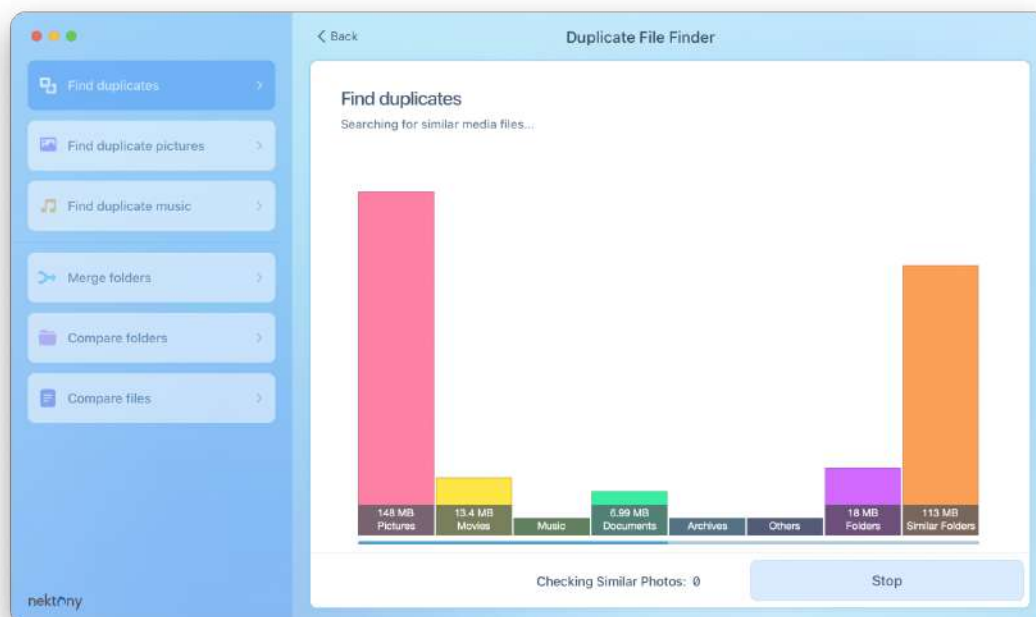 Find duplicates
Find duplicate pictures
Find duplicate music
Merge folders
Compare folders
Compare files
nektony
Back
Duplicate File Finder
Find duplicates
Searching for similar media files...
148 MB
Pictures
13.4 MB
Movies
Music
6.99 MB
Documents
Archives
Others
18 MB
Folders
113 MB
Similar Folders
Checking Similar Photos: 0
Stop